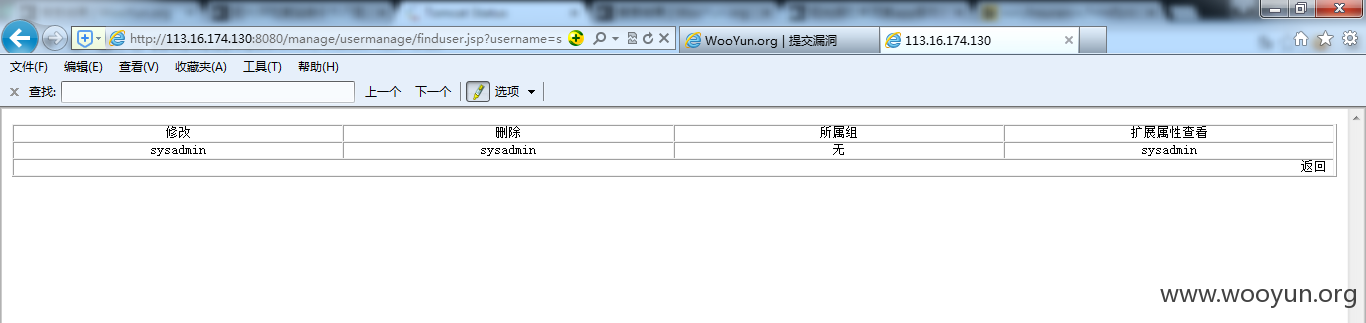 http://113.16.174.130:8080/manage/usermanage/finduser.jsp?username=s
WooYun.org | 提交漏洞
113.16.174.130
文件(F) 编辑(E) 查看(V) 收藏夹(A) 工具(T) 帮助(H)
查找: 上一个 下一个 选项
修改 删除 所属组 扩展属性查看
sysadmin sysadmin 无 sysadmin
返回
www.wooyun.org